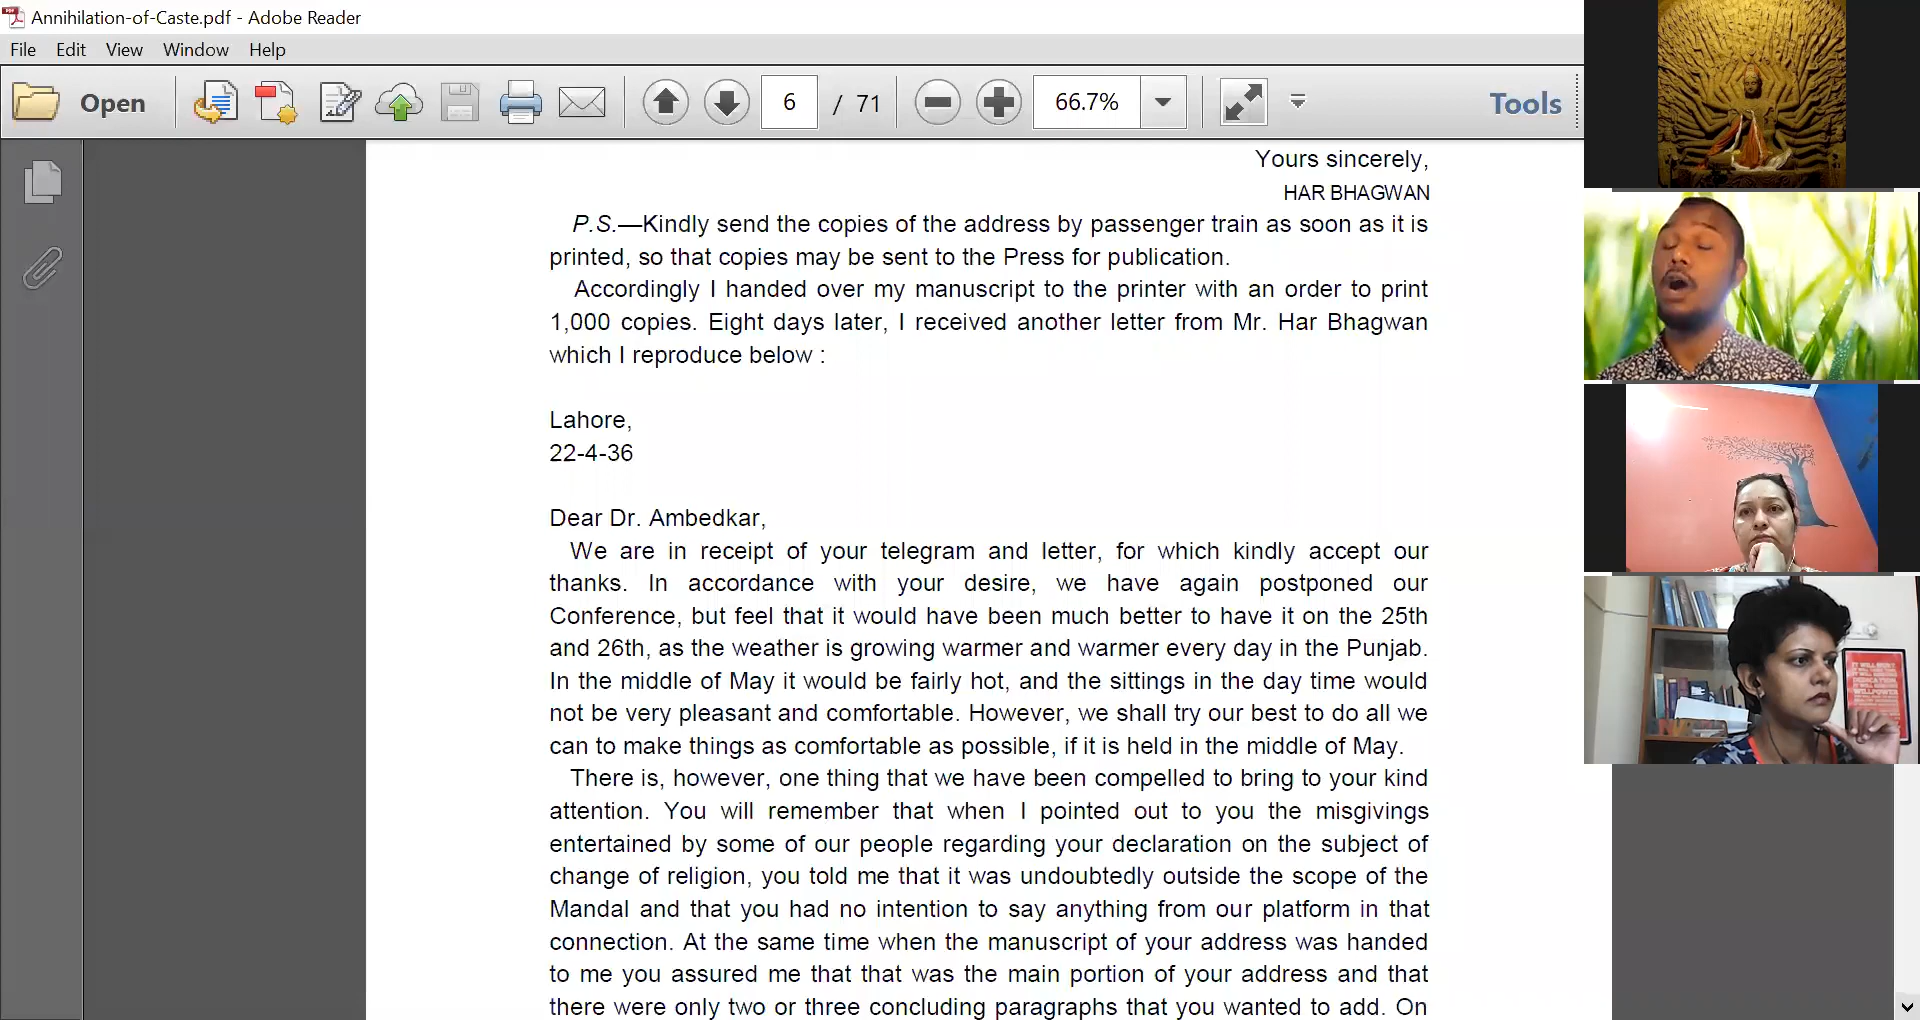 Annihilation-of-Caste.pdf - Adobe Reader
File Edit View Window Help
Open 6 / 71 66.7% Tools
Yours sincerely,
HAR BHAGWAN
P.S.—Kindly send the copies of the address by passenger train as soon as it is
printed, so that copies may be sent to the Press for publication.
Accordingly I handed over my manuscript to the printer with an order to print
1,000 copies. Eight days later, I received another letter from Mr. Har Bhagwan
which I reproduce below :
Lahore,
22-4-36
Dear Dr. Ambedkar,
We are in receipt of your telegram and letter, for which kindly accept our
thanks. In accordance with your desire, we have again postponed our
Conference, but feel that it would have been much better to have it on the 25th
and 26th, as the weather is growing warmer and warmer every day in the Punjab.
In the middle of May it would be fairly hot, and the sittings in the day time would
not be very pleasant and comfortable. However, we shall try our best to do all we
can to make things as comfortable as possible, if it is held in the middle of May.
There is, however, one thing that we have been compelled to bring to your kind
attention. You will remember that when I pointed out to you the misgivings
entertained by some of our people regarding your declaration on the subject of
change of religion, you told me that it was undoubtedly outside the scope of the
Mandal and that you had no intention to say anything from our platform in that
connection. At the same time when the manuscript of your address was handed
to me you assured me that that was the main portion of your address and that
there were only two or three concluding paragraphs that you wanted to add. On